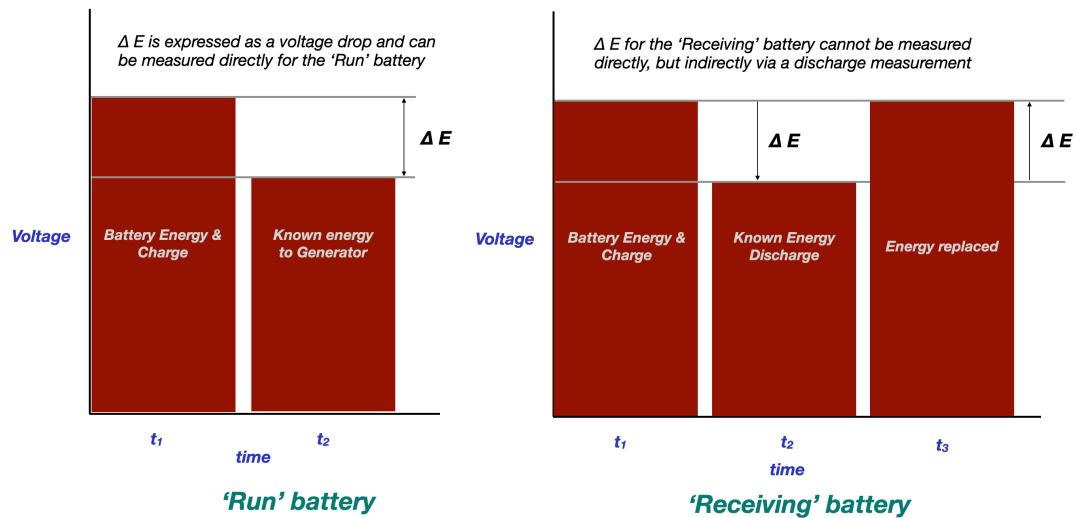 Δ E is expressed as a voltage drop and can
be measured directly for the ‘Run’ battery
Δ E
Voltage
Battery Energy &
Charge
Known energy
to Generator
t₁
t₂
time
‘Run’ battery
Δ E for the ‘Receiving’ battery cannot be measured
directly, but indirectly via a discharge measurement
Δ E
Δ E
Voltage
Battery Energy &
Charge
Known Energy
Discharge
Energy replaced
t₁
t₂
t₃
time
‘Receiving’ battery